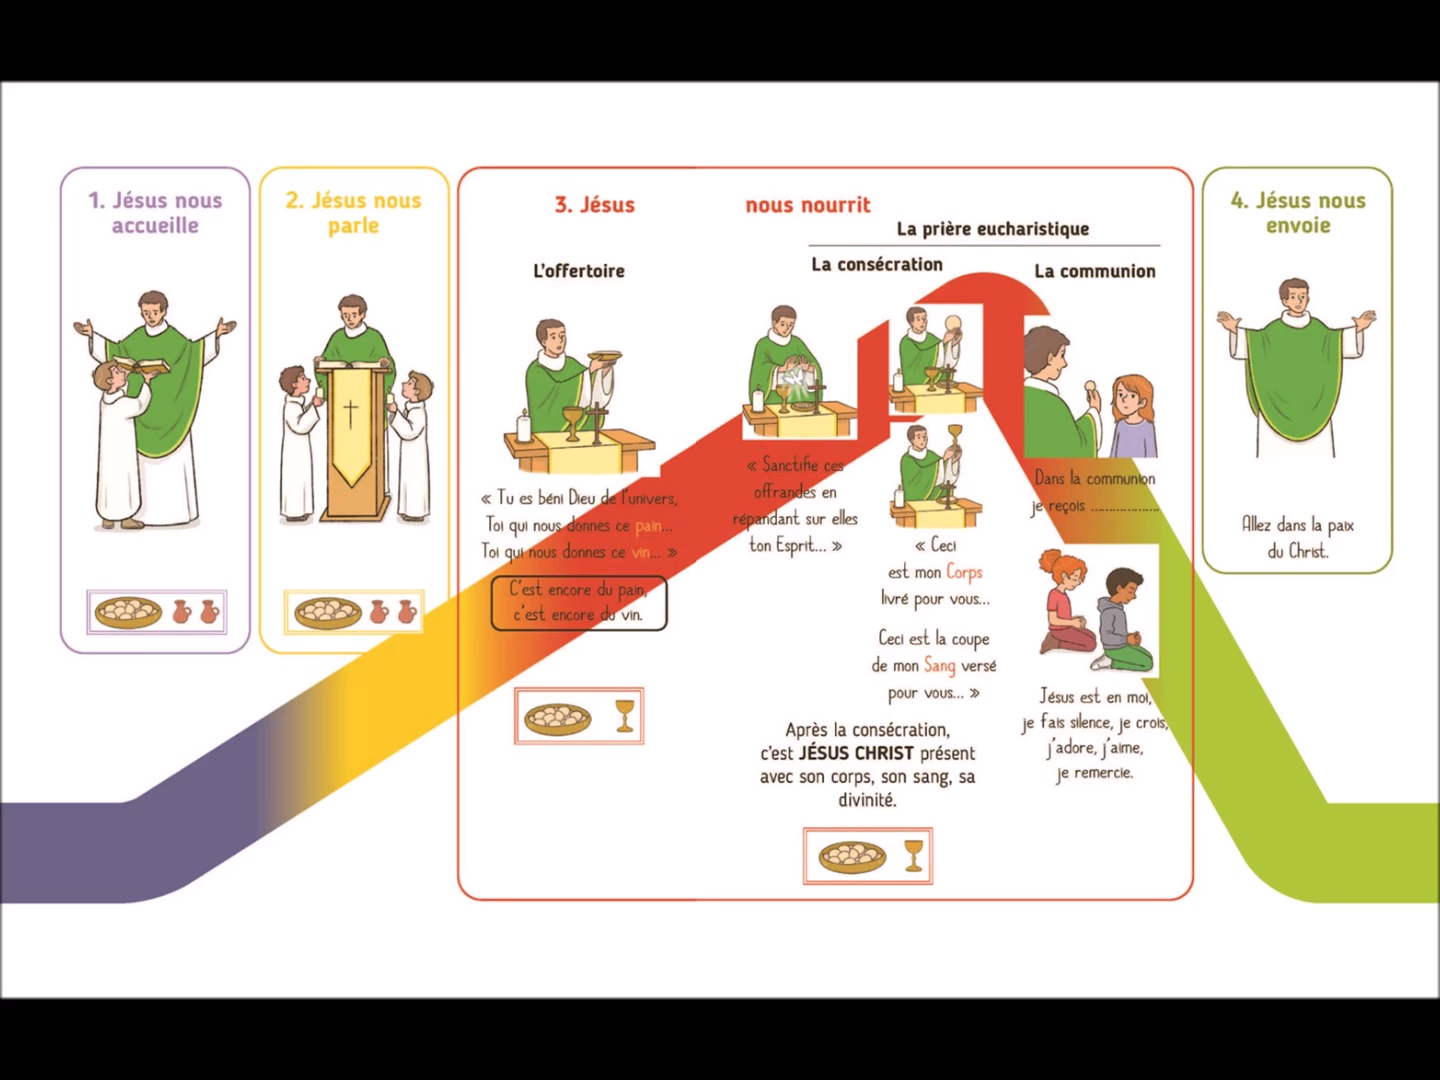 1. Jésus nous
accueille
2. Jésus nous
parle
3. Jésus nous nourrit
L'offertoire
« Tu es béni Dieu de l'univers,
Toi qui nous donnes ce pain...
Toi qui nous donnes ce vin... »
C'est encore du pain,
c'est encore du vin.
La prière eucharistique
La consécration
« Sanctifie ces
offrandes en
répandant sur elles
ton Esprit... »
« Ceci
est mon Corps
livré pour vous...
Ceci est la coupe
de mon Sang versé
pour vous... »
Après la consécration,
c'est JÉSUS CHRIST présent
avec son corps, son sang, sa
divinité.
La communion
Dans la communion
je reçois ...................
Jésus est en moi,
je fais silence, je crois,
j'adore, j'aime,
je remercie.
4. Jésus nous
envoie
Allez dans la paix
du Christ.